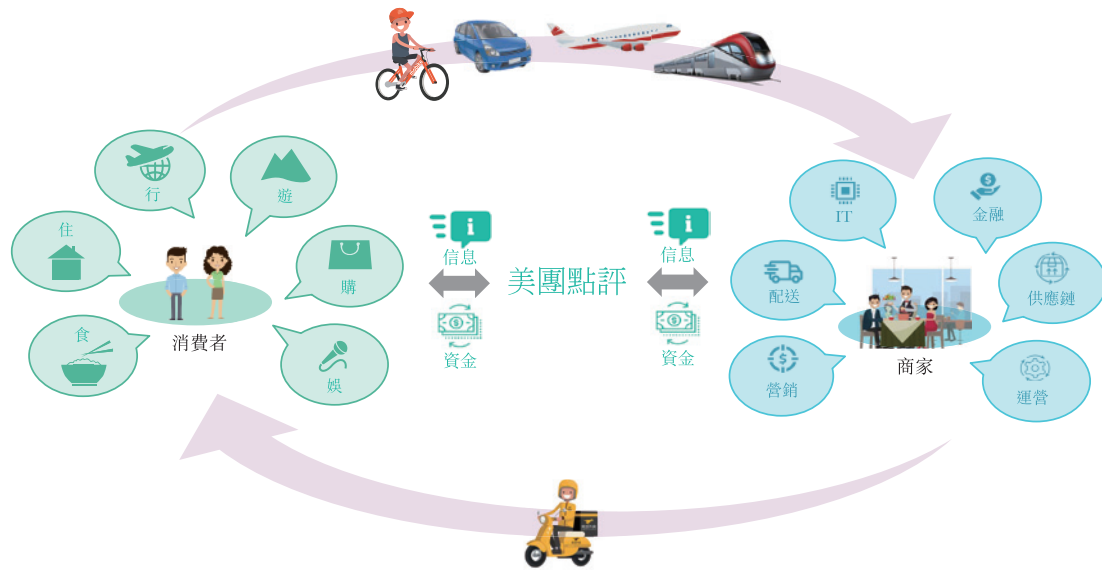 行
遊
住
購
食
娛
消費者
信息
資金
美團點評
信息
資金
IT
金融
配送
供應鏈
營銷
運營
商家